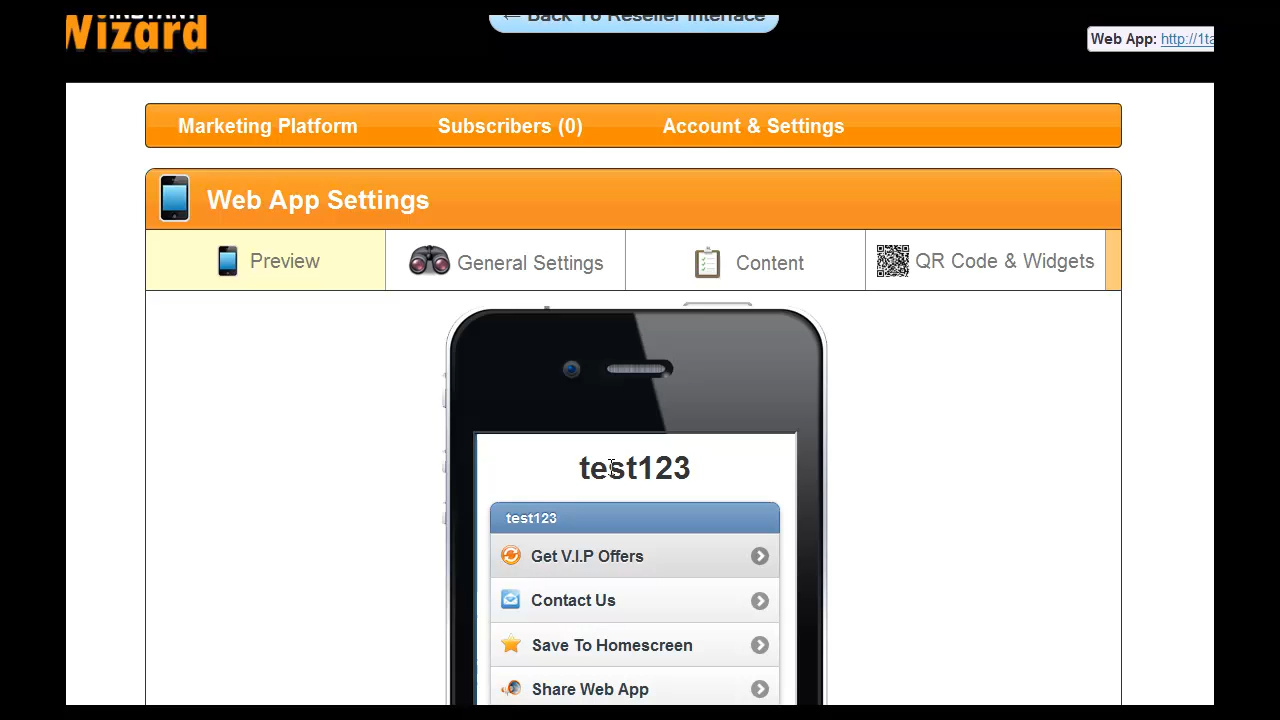 INSTANT
Wizard
← Back To Reseller Interface
Web App: http://1ta
Marketing Platform
Subscribers (0)
Account & Settings
Web App Settings
Preview
General Settings
Content
QR Code & Widgets
test123
test123
Get V.I.P Offers
Contact Us
Save To Homescreen
Share Web App